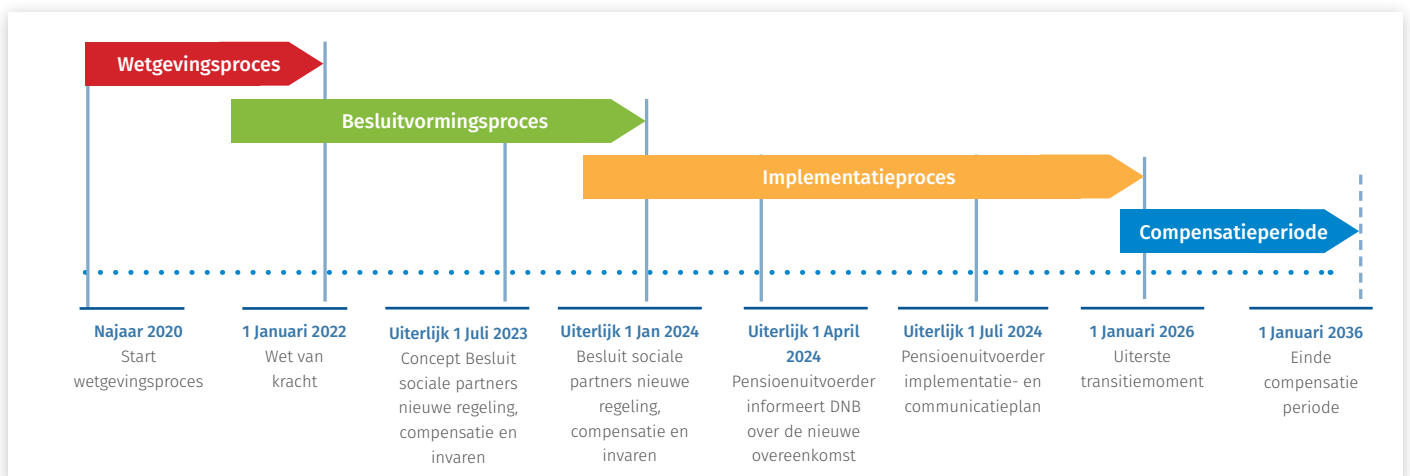 Wetgevingsproces
Besluitvormingsproces
Implementatieproces
Compensatieperiode
Najaar 2020
Start
wetgevingsproces
1 Januari 2022
Wet van
kracht
Uiterlijk 1 Juli 2023
Concept Besluit
sociale partners
nieuwe regeling,
compensatie en
invaren
Uiterlijk 1 Jan 2024
Besluit sociale
partners nieuwe
regeling,
compensatie en
invaren
Uiterlijk 1 April
2024
Pensioenuitvoerder
informeert DNB
over de nieuwe
overeenkomst
Uiterlijk 1 Juli 2024
Pensioenuitvoerder
implementatie- en
communicatieplan
1 Januari 2026
Uiterste
transitiemoment
1 Januari 2036
Einde
compensatie
periode